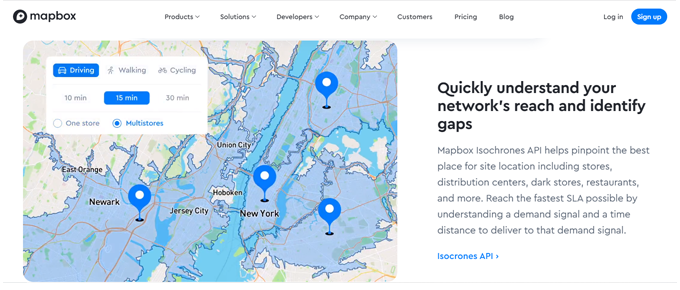 mapbox
Products
Solutions
Developers
Company
Customers
Pricing
Blog
Log in
Sign up
Driving
Walking
Cycling
10 min
15 min
30 min
One store
Multistores
Union City
East Orange
Hoboken
Newark
Jersey City
New York
Quickly understand your
network's reach and identify
gaps
Mapbox Isochrones API helps pinpoint the best
place for site location including stores,
distribution centers, dark stores, restaurants,
and more. Reach the fastest SLA possible by
understanding a demand signal and a time
distance to deliver to that demand signal.
Isocrones API ›